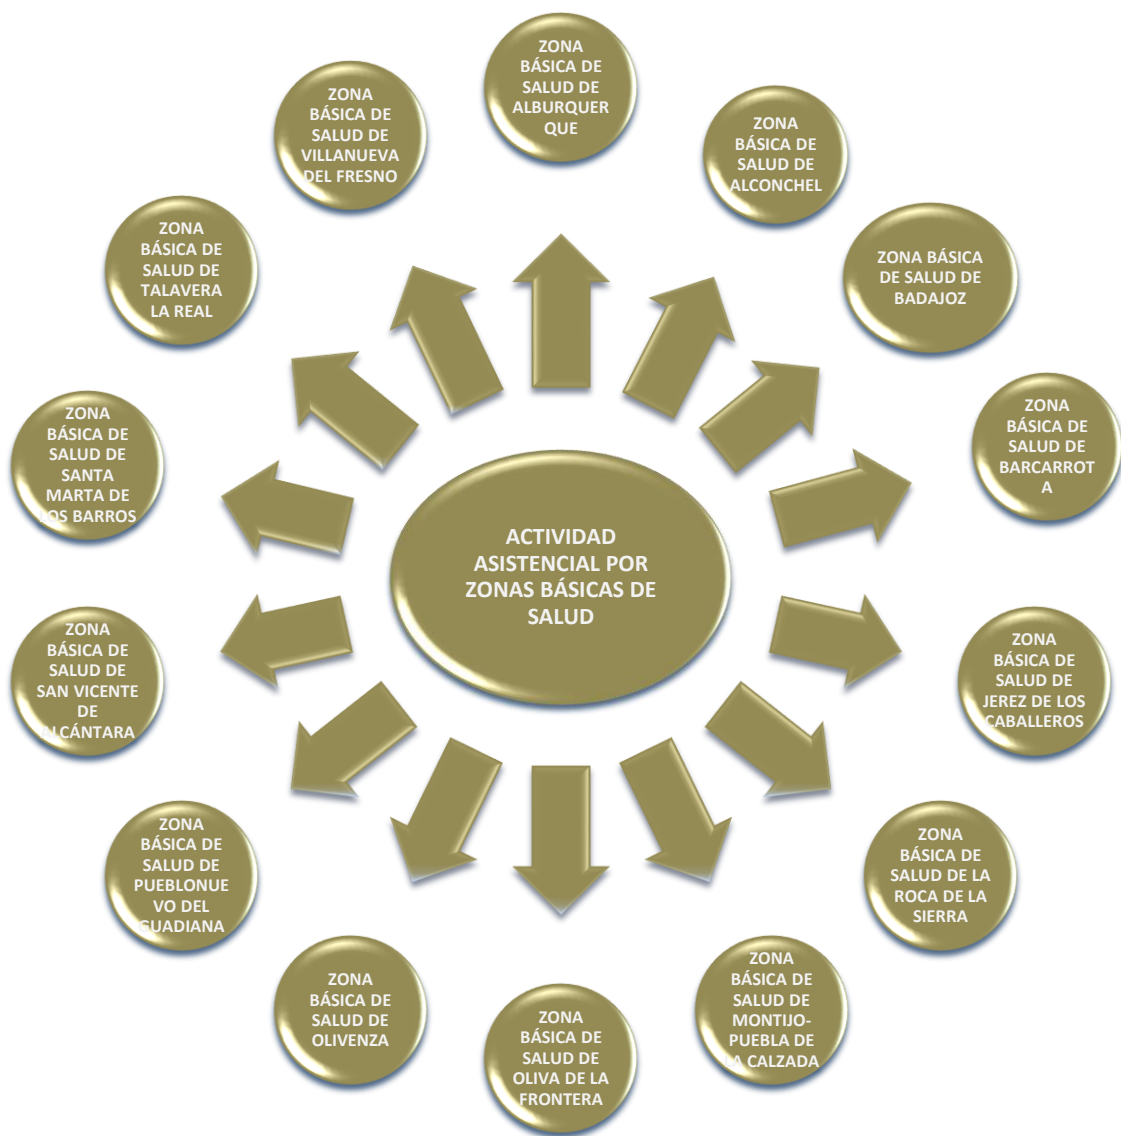 ZONA
BÁSICA DE
SALUD DE
ALBURQUER
QUE
ZONA
BÁSICA DE
SALUD DE
ALCONCHEL
ZONA BÁSICA
DE SALUD DE
BADAJOZ
ZONA
BÁSICA DE
SALUD DE
BARCARROT
A
ZONA
BÁSICA DE
SALUD DE
JEREZ DE LOS
CABALLEROS
ZONA
BÁSICA DE
SALUD DE LA
ROCA DE LA
SIERRA
ZONA
BÁSICA DE
SALUD DE
MONTIJO-
PUEBLA DE
LA CALZADA
ZONA
BÁSICA DE
SALUD DE
OLIVA DE LA
FRONTERA
ZONA
BÁSICA DE
SALUD DE
OLIVENZA
ZONA
BÁSICA DE
SALUD DE
PUEBLONUE
VO DEL
GUADIANA
ZONA
BÁSICA DE
SALUD DE
SAN VICENTE
DE
ALCÁNTARA
ZONA
BÁSICA DE
SALUD DE
SANTA
MARTA DE
LOS BARROS
ZONA
BÁSICA DE
SALUD DE
TALAVERA
LA REAL
ZONA
BÁSICA DE
SALUD DE
VILLANUEVA
DEL FRESNO
ACTIVIDAD
ASISTENCIAL POR
ZONAS BÁSICAS DE
SALUD